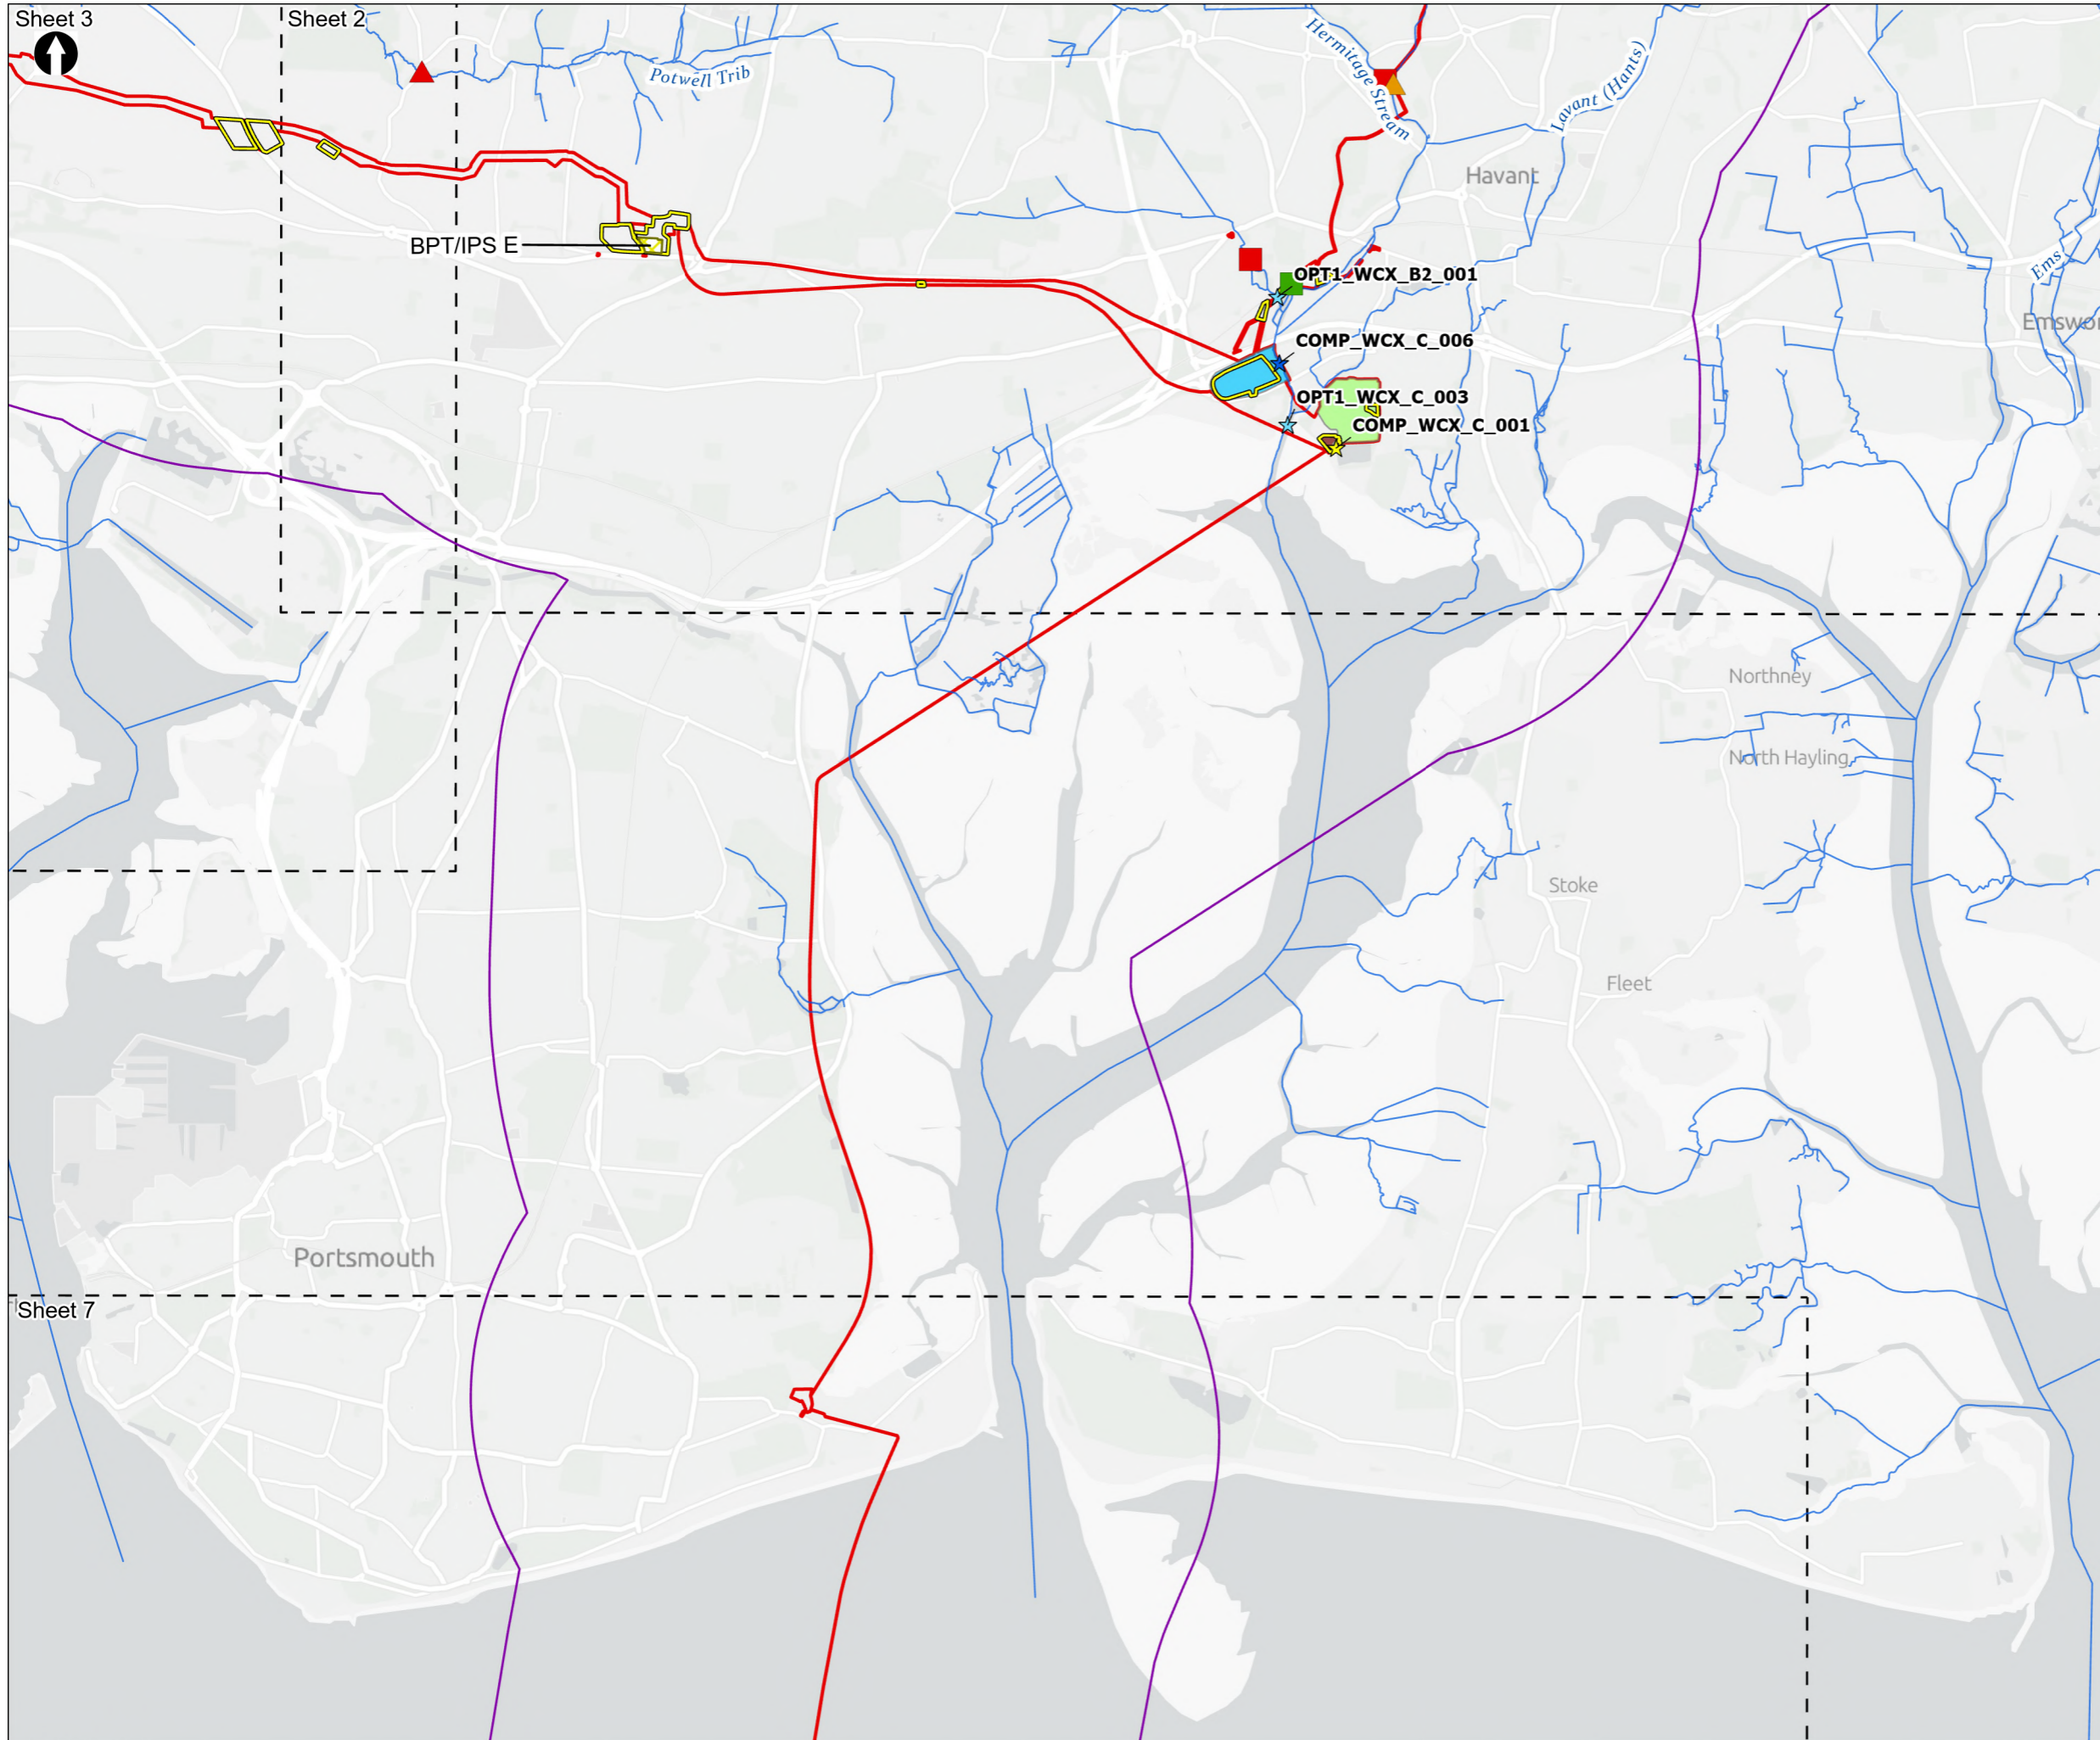 Sheet 3
Sheet 2
Potwell Trib
Hermitage Stream
Lavant (Hants)
Havant
BPT/IPS E
Ems
OPT1_WCX_B2_001
COMP_WCX_C_006
OPT1_WCX_C_003
COMP_WCX_C_001
Northney
North Hayling
Stoke
Fleet
Portsmouth
Sheet 7